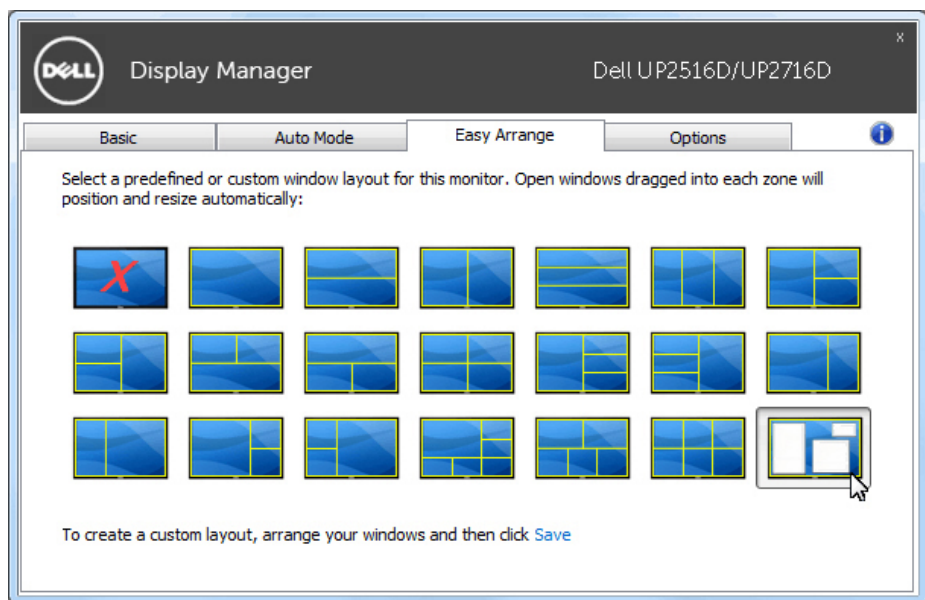 DELL Display Manager Dell UP2516D/UP2716D x
Basic Auto Mode Easy Arrange Options i
Select a predefined or custom window layout for this monitor. Open windows dragged into each zone will
position and resize automatically:
X
To create a custom layout, arrange your windows and then click Save